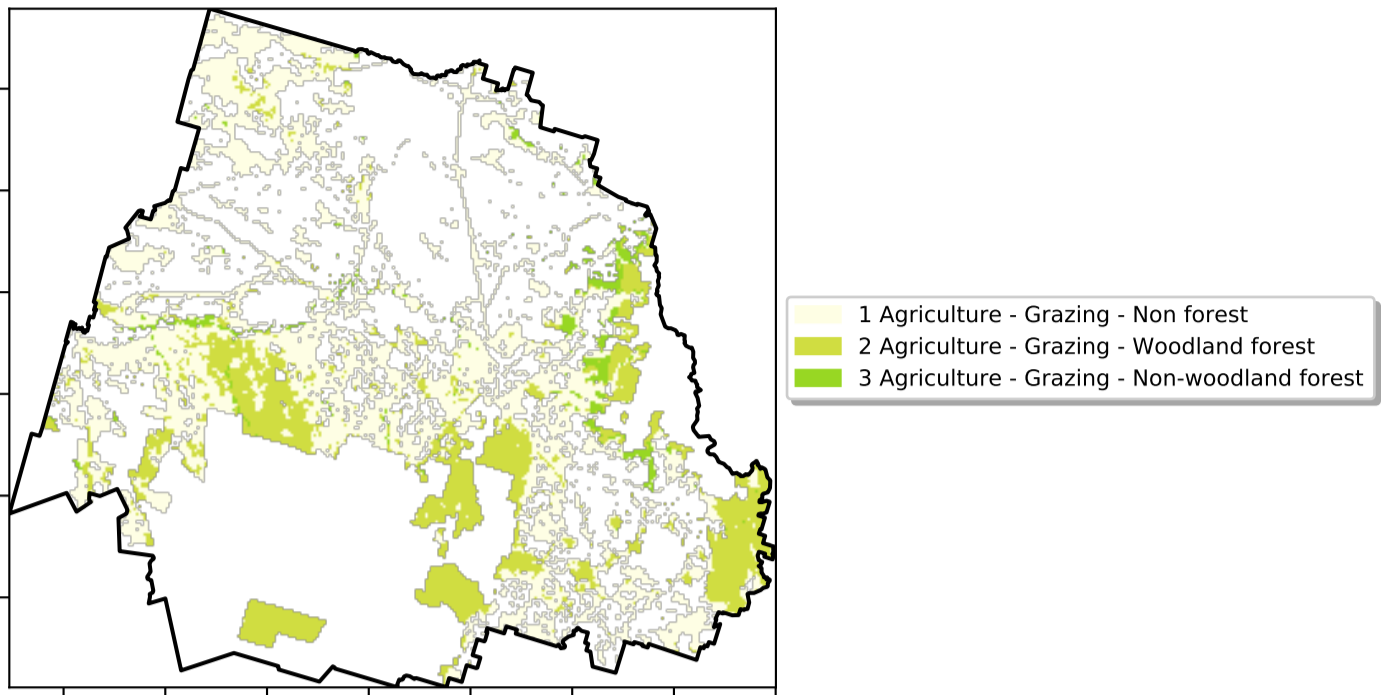 1 Agriculture - Grazing - Non forest
2 Agriculture - Grazing - Woodland forest
3 Agriculture - Grazing - Non-woodland forest